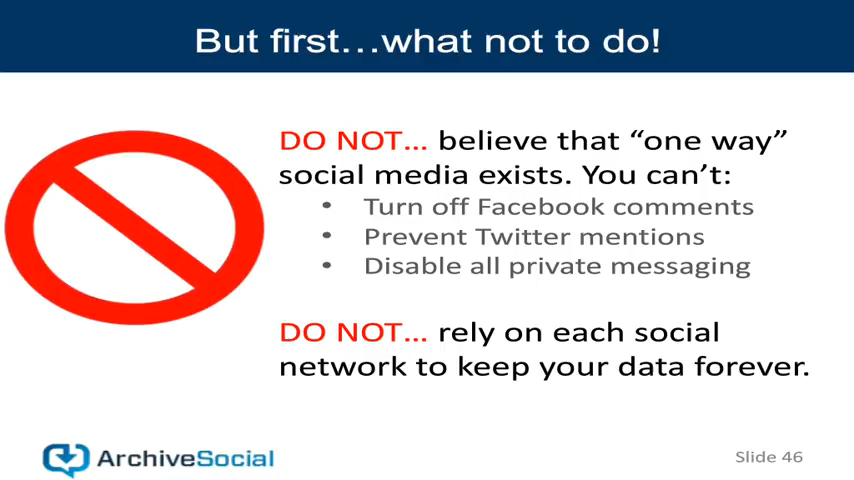 But first…what not to do!
DO NOT… believe that “one way”
social media exists. You can’t:
• Turn off Facebook comments
• Prevent Twitter mentions
• Disable all private messaging
DO NOT… rely on each social
network to keep your data forever.
ArchiveSocial
Slide 46